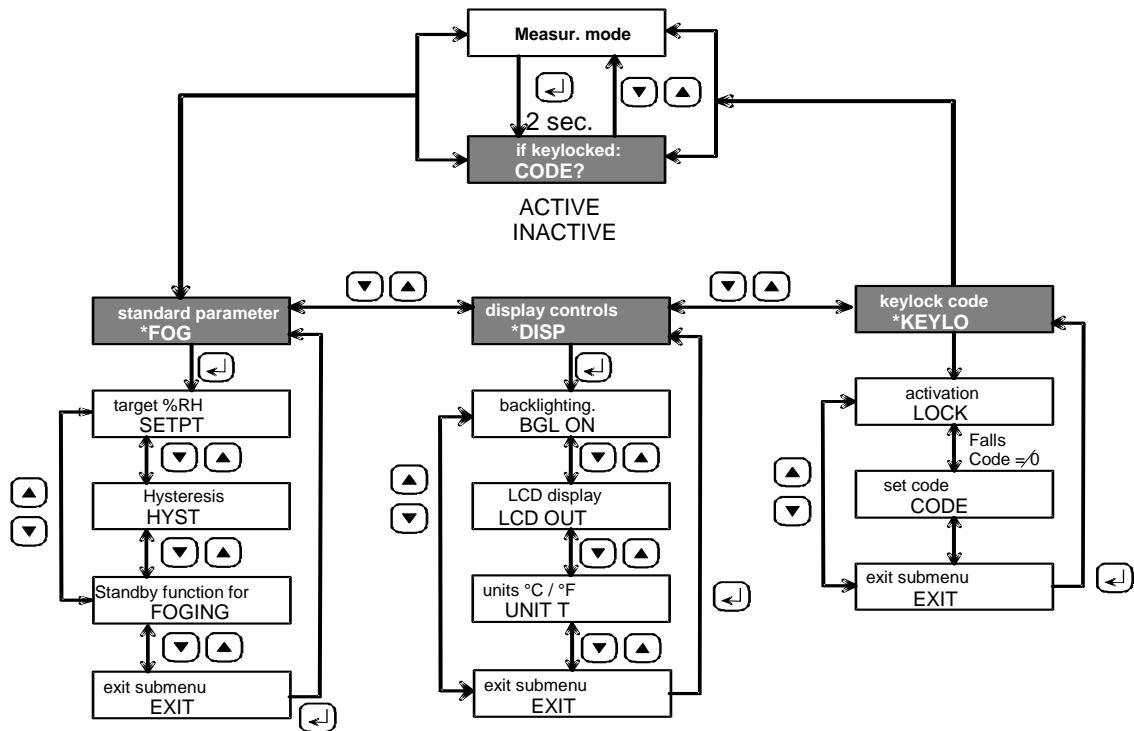 Measur. mode
2 sec.
if keylocked:
CODE?
ACTIVE
INACTIVE
standard parameter
*FOG
display controls
*DISP
keylock code
*KEYLO
target %RH
SETPT
Hysteresis
HYST
Standby function for
FOGING
exit submenu
EXIT
backlighting.
BGL ON
LCD display
LCD OUT
units °C / °F
UNIT T
exit submenu
EXIT
activation
LOCK
Falls
Code ≠0
set code
CODE
exit submenu
EXIT